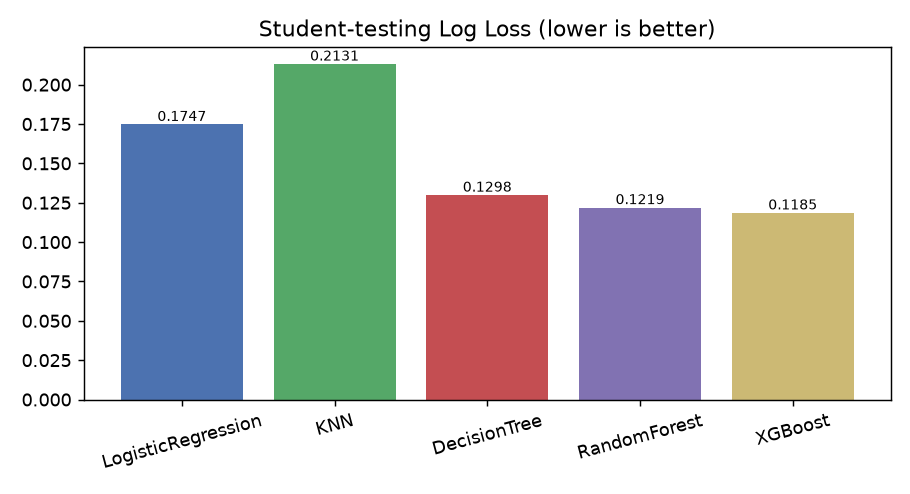 Student-testing Log Loss (lower is better)
0.200
0.175
0.150
0.125
0.100
0.075
0.050
0.025
0.000
0.1747
0.2131
0.1298
0.1219
0.1185
LogisticRegression
KNN
DecisionTree
RandomForest
XGBoost